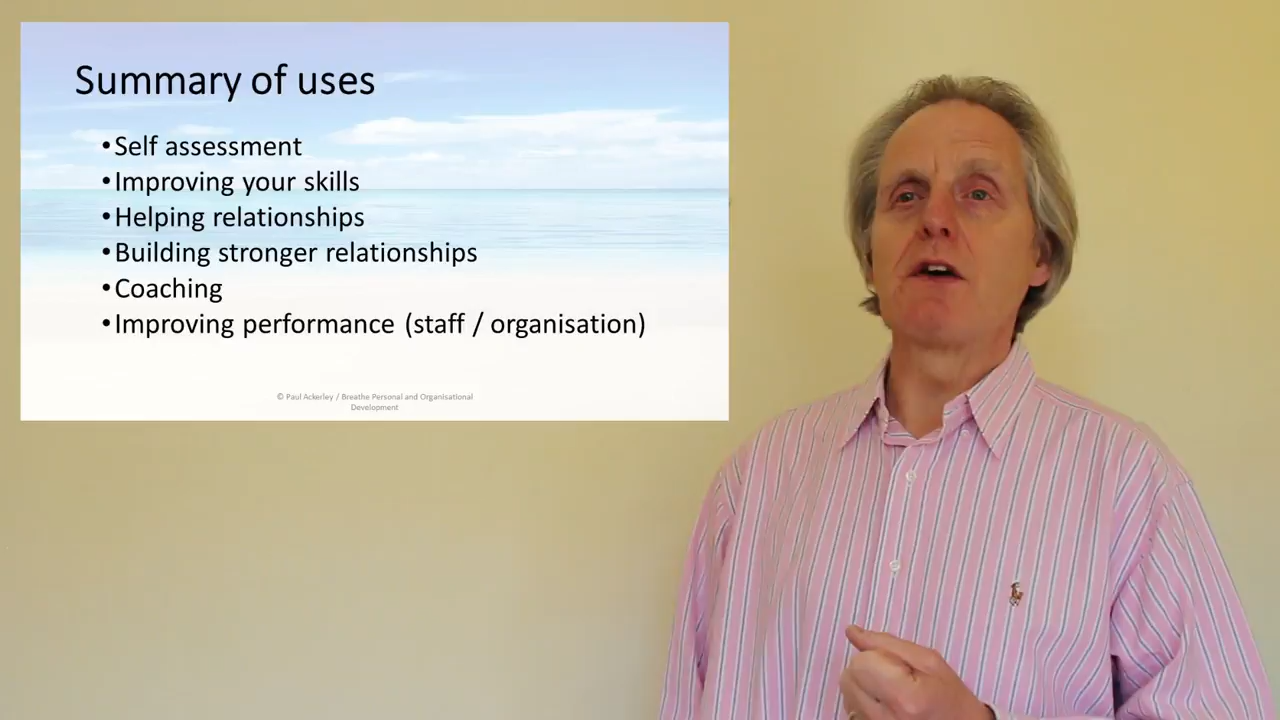 Summary of uses
•Self assessment
•Improving your skills
•Helping relationships
•Building stronger relationships
•Coaching
•Improving performance (staff / organisation)
© Paul Ackerley / Breathe Personal and Organisational
Development